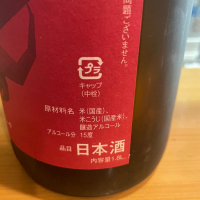 問題ございません。
プラ
キャップ
(中栓)
原材料名 米(国産)、
米こうじ(国産米)、
醸造アルコール
アルコール分 15度
品目 日本酒
内容量1.8L